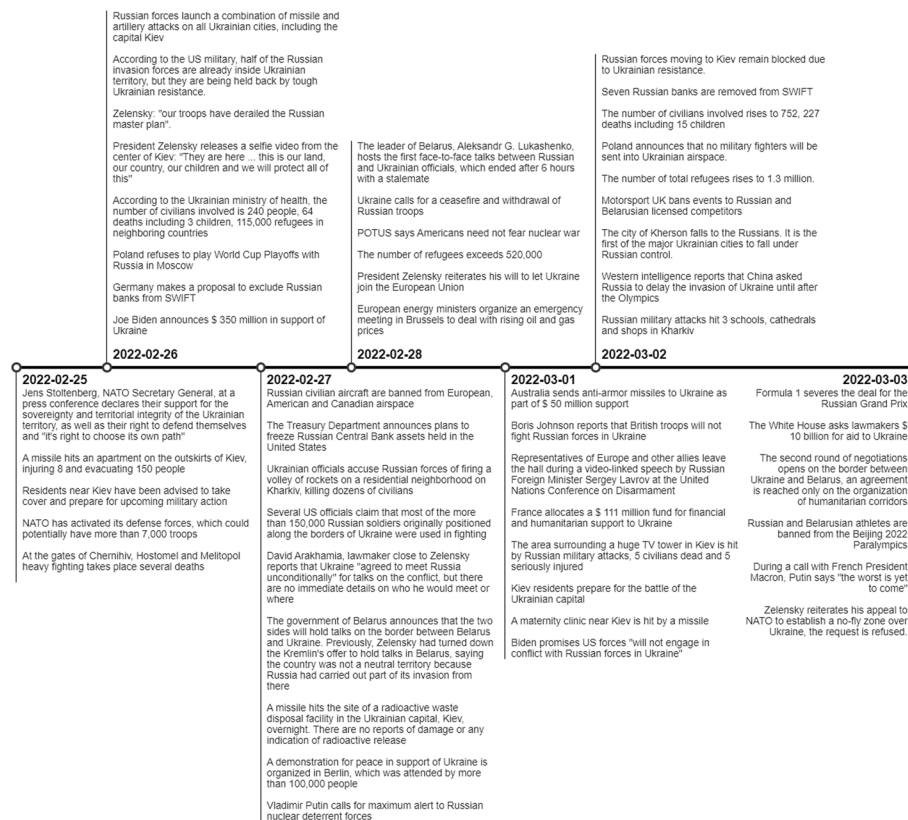 Russian forces launch a combination of missile and
artillery attacks on all Ukrainian cities, including the
capital Kiev
According to the US military, half of the Russian
invasion forces are already inside Ukrainian
territory, but they are being held back by tough
Ukrainian resistance.
Zelensky: "our troops have derailed the Russian
master plan".
President Zelensky releases a selfie video from the
center of Kiev: "They are here ... this is our land,
our country, our children and we will protect all of
this"
According to the Ukrainian ministry of health, the
number of civilians involved is 240 people, 64
deaths including 3 children, 115,000 refugees in
neighboring countries
Poland refuses to play World Cup Playoffs with
Russia in Moscow
Germany makes a proposal to exclude Russian
banks from SWIFT
Joe Biden announces $ 350 million in support of
Ukraine
2022-02-26
The leader of Belarus, Aleksandr G. Lukashenko,
hosts the first face-to-face talks between Russian
and Ukrainian officials, which ended after 6 hours
with a stalemate
Ukraine calls for a ceasefire and withdrawal of
Russian troops
POTUS says Americans need not fear nuclear war
The number of refugees exceeds 520,000
President Zelensky reiterates his will to let Ukraine
join the European Union
European energy ministers organize an emergency
meeting in Brussels to deal with rising oil and gas
prices
2022-02-28
Russian forces moving to Kiev remain blocked due
to Ukrainian resistance.
Seven Russian banks are removed from SWIFT
The number of civilians involved rises to 752, 227
deaths including 15 children
Poland announces that no military fighters will be
sent into Ukrainian airspace.
The number of total refugees rises to 1.3 million.
Motorsport UK bans events to Russian and
Belarusian licensed competitors
The city of Kherson falls to the Russians. It is the
first of the major Ukrainian cities to fall under
Russian control.
Western intelligence reports that China asked
Russia to delay the invasion of Ukraine until after
the Olympics
Russian military attacks hit 3 schools, cathedrals
and shops in Kharkiv
2022-03-02
2022-02-25
Jens Stoltenberg, NATO Secretary General, at a
press conference declares their support for the
sovereignty and territorial integrity of the Ukrainian
territory, as well as their right to defend themselves
and "it's right to choose its own path"
A missile hits an apartment on the outskirts of Kiev,
injuring 8 and evacuating 150 people
Residents near Kiev have been advised to take
cover and prepare for upcoming military action
NATO has activated its defense forces, which could
potentially have more than 7,000 troops
At the gates of Chernihiv, Hostomel and Melitopol
heavy fighting takes place several deaths
2022-02-27
Russian civilian aircraft are banned from European,
American and Canadian airspace
The Treasury Department announces plans to
freeze Russian Central Bank assets held in the
United States
Ukrainian officials accuse Russian forces of firing a
volley of rockets on a residential neighborhood on
Kharkiv, killing dozens of civilians
Several US officials claim that most of the more
than 150,000 Russian soldiers originally positioned
along the borders of Ukraine were used in fighting
David Arakhamia, lawmaker close to Zelensky
reports that Ukraine "agreed to meet Russia
unconditionally" for talks on the conflict, but there
are no immediate details on who he would meet or
where
The government of Belarus announces that the two
sides will hold talks on the border between Belarus
and Ukraine. Previously, Zelensky had turned down
the Kremlin's offer to hold talks in Belarus, saying
the country was not a neutral territory because
Russia had carried out part of its invasion from
there
A missile hits the site of a radioactive waste
disposal facility in the Ukrainian capital, Kiev,
overnight. There are no reports of damage or any
indication of radioactive release
A demonstration for peace in support of Ukraine is
organized in Berlin, which was attended by more
than 100,000 people
Vladimir Putin calls for maximum alert to Russian
nuclear deterrent forces
2022-03-01
Australia sends anti-armor missiles to Ukraine as
part of $ 50 million support
Boris Johnson reports that British troops will not
fight Russian forces in Ukraine
Representatives of Europe and other allies leave
the hall during a video-linked speech by Russian
Foreign Minister Sergey Lavrov at the United
Nations Conference on Disarmament
France allocates a $ 111 million fund for financial
and humanitarian support to Ukraine
The area surrounding a huge TV tower in Kiev is hit
by Russian military attacks, 5 civilians dead and 5
seriously injured
Kiev residents prepare for the battle of the
Ukrainian capital
A maternity clinic near Kiev is hit by a missile
Biden promises US forces "will not engage in
conflict with Russian forces in Ukraine"
2022-03-03
Formula 1 severes the deal for the
Russian Grand Prix
The White House asks lawmakers $
10 billion for aid to Ukraine
The second round of negotiations
opens on the border between
Ukraine and Belarus, an agreement
is reached only on the organization
of humanitarian corridors
Russian and Belarusian athletes are
banned from the Beijing 2022
Paralympics
During a call with French President
Macron, Putin says "the worst is yet
to come"
Zelensky reiterates his appeal to
NATO to establish a no-fly zone over
Ukraine, the request is refused.